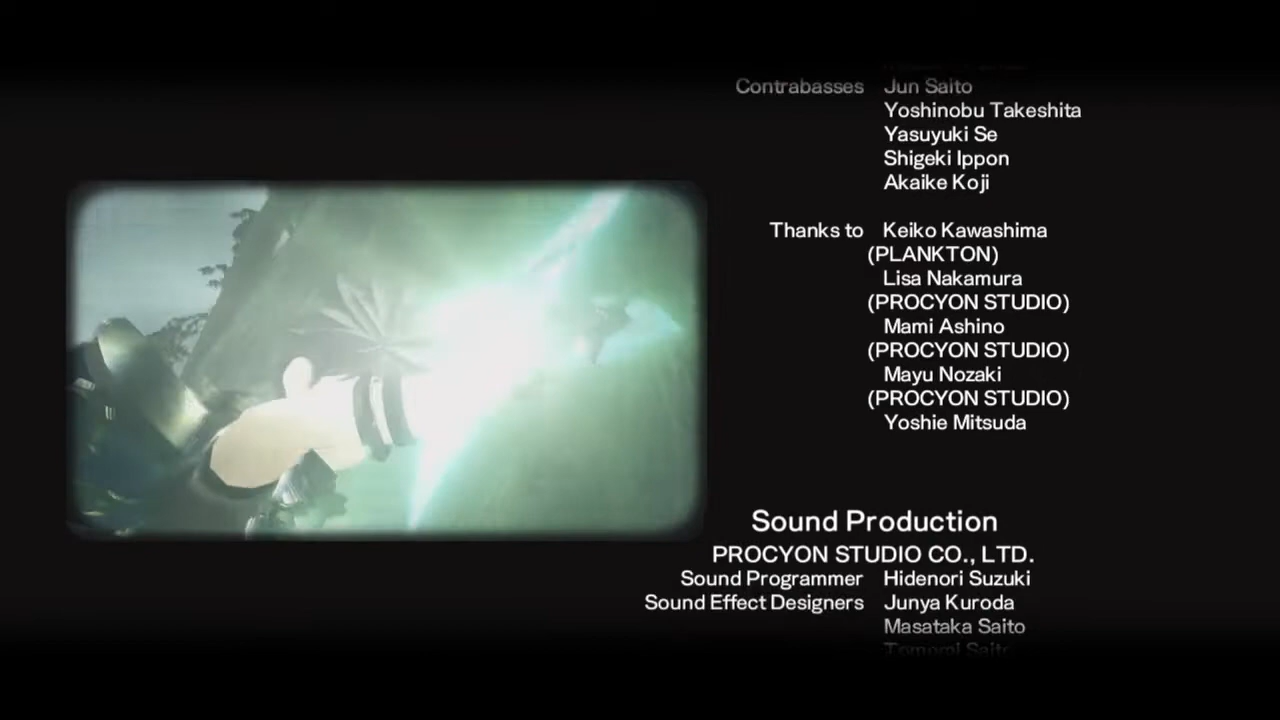 Contrabasses Jun Saito
Yoshinobu Takeshita
Yasuyuki Se
Shigeki Ippon
Akaike Koji
Thanks to Keiko Kawashima
(PLANKTON)
Lisa Nakamura
(PROCYON STUDIO)
Mami Ashino
(PROCYON STUDIO)
Mayu Nozaki
(PROCYON STUDIO)
Yoshie Mitsuda
Sound Production
PROCYON STUDIO CO., LTD.
Sound Programmer Hidenori Suzuki
Sound Effect Designers Junya Kuroda
Masataka Saito